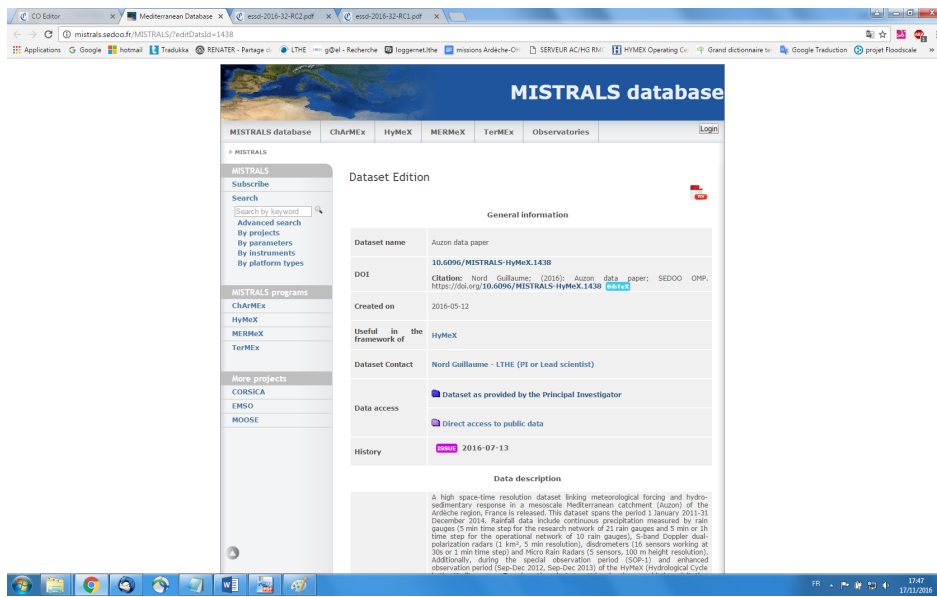 CO Editor
Mediterranean Database
essd-2016-32-RC2.pdf
essd-2016-32-RC1.pdf
mistrals.sedoo.fr/MISTRALS/?editDatsId=1438
Applications
Google
hotmail
Tradukka
RENATER - Partage d
LTHE
g@el - Recherche
loggernet.lthe
missions Ardèche-OH
SERVEUR AC/HG RM
HYMEX Operating Ce
Grand dictionnaire te
Google Traduction
projet Floodscale
»
MISTRALS database
MISTRALS database
ChArMEx
HyMeX
MERMeX
TerMEx
Observatories
Login
MISTRALS
MISTRALS
Subscribe
Search
Search by keyword
Advanced search
By projects
By parameters
By instruments
By platform types
MISTRALS programs
ChArMEx
HyMeX
MERMeX
TerMEx
More projects
CORSiCA
EMSO
MOOSE
Dataset Edition
PDF
General information
Dataset name
Auzon data paper
DOI
10.6096/MISTRALS-HyMeX.1438
Citation: Nord Guillaume; (2016): Auzon data paper; SEDOO OMP.
https://doi.org/10.6096/MISTRALS-HyMeX.1438 BibTeX
Created on
2016-05-12
Useful in the
framework of
HyMeX
Dataset Contact
Nord Guillaume - LTHE (PI or Lead scientist)
Data access
Dataset as provided by the Principal Investigator
Direct access to public data
History
ISSUE 2016-07-13
Data description
A high space-time resolution dataset linking meteorological forcing and hydro-
sedimentary response in a mesoscale Mediterranean catchment (Auzon) of the
Ardèche region, France is released. This dataset spans the period 1 January 2011-31
December 2014. Rainfall data include continuous precipitation measured by rain
gauges (5 min time step for the research network of 21 rain gauges and 5 min or 1h
time step for the operational network of 10 rain gauges), S-band Doppler dual-
polarization radars (1 km², 5 min resolution), disdrometers (16 sensors working at
30s or 1 min time step) and Micro Rain Radars (5 sensors, 100 m height resolution).
Additionally, during the special observation period (SOP-1) and enhanced
observation period (Sep-Dec 2012, Sep-Dec 2013) of the HyMeX (Hydrological Cycle
FR
17:47
17/11/2016